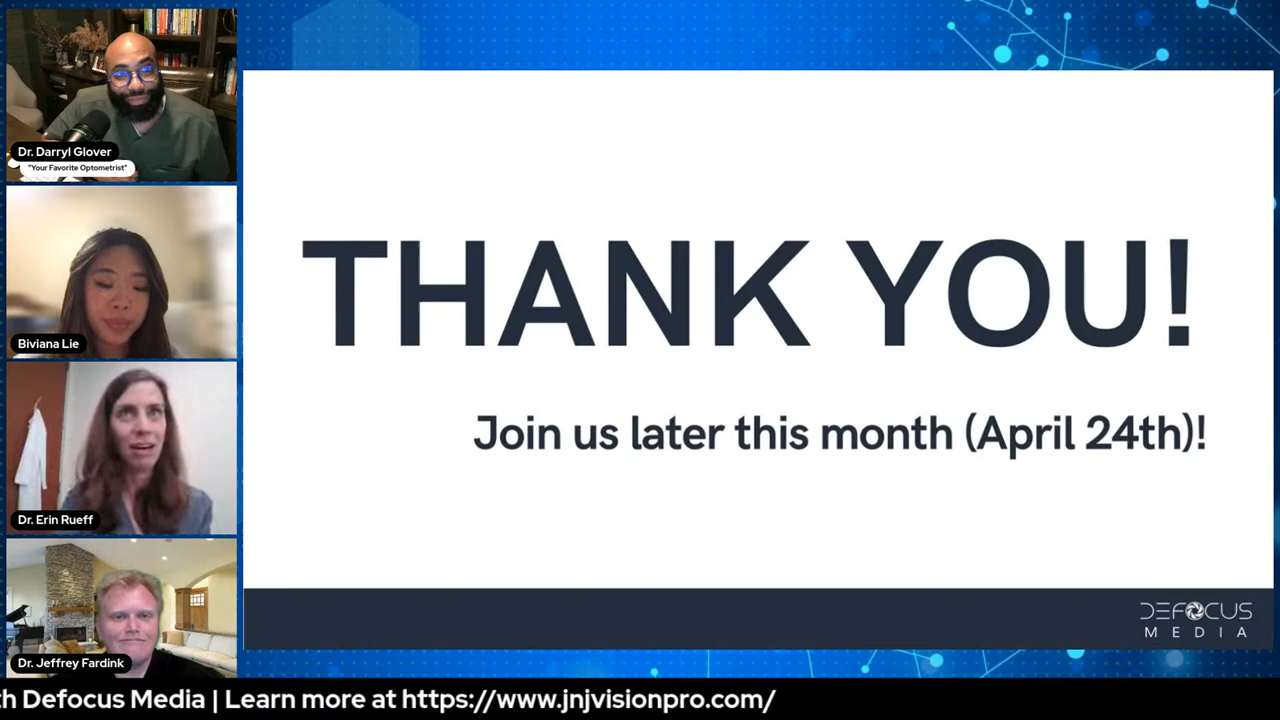 Dr. Darryl Glover
"Your Favorite Optometrist"
Biviana Lie
Dr. Erin Rueff
Dr. Jeffrey Fardink
THANK YOU!
Join us later this month (April 24th)!
DEFOCUS
MEDIA
h Defocus Media | Learn more at https://www.jnjvisionpro.com/